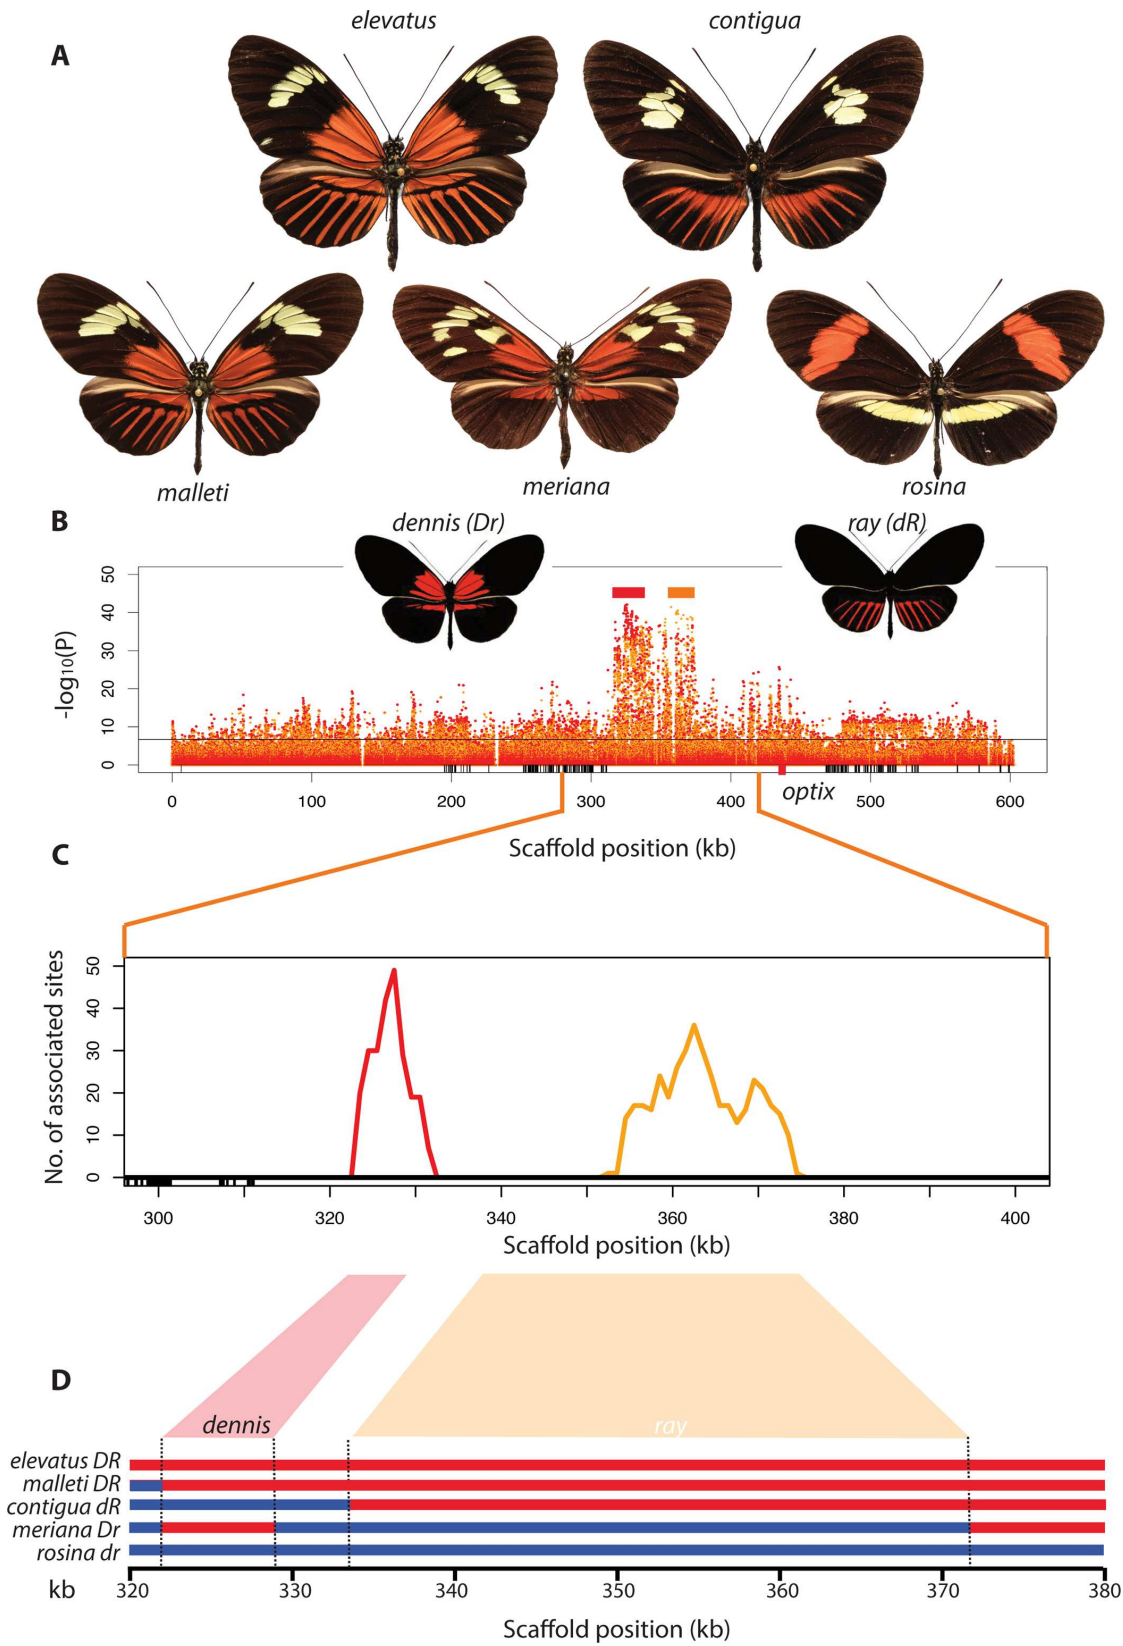 A
elevatus
contigua
malleti
meriana
rosina
B
dennis (Dr)
ray (dR)
-log10(P)
50
40
30
20
10
0
0
100
200
300
400
optix
500
600
Scaffold position (kb)
C
No. of associated sites
50
40
30
20
10
0
300
320
340
360
380
400
Scaffold position (kb)
D
dennis
ray
elevatus DR
malleti DR
contigua dR
meriana Dr
rosina dr
kb
320
330
340
350
360
370
380
Scaffold position (kb)